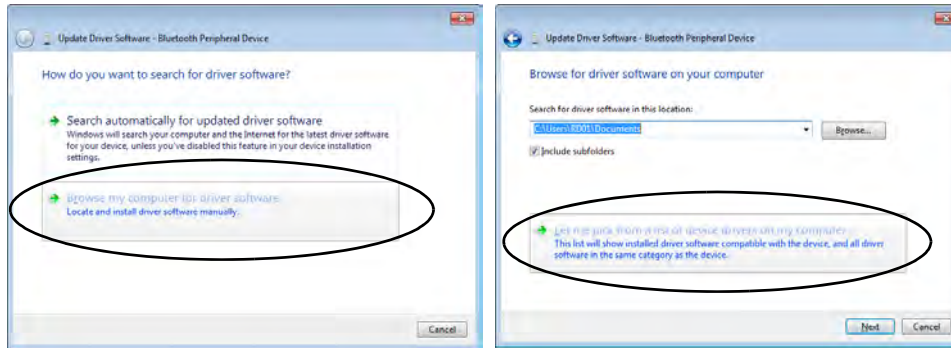 Update Driver Software - Bluetooth Peripheral Device
How do you want to search for driver software?
Search automatically for updated driver software
Windows will search your computer and the Internet for the latest driver software
for your device, unless you've disabled this feature in your device installation
settings.
Browse my computer for driver software
Locate and install driver software manually.
Cancel
Update Driver Software - Bluetooth Peripheral Device
Browse for driver software on your computer
Search for driver software in this location:
C:\Users\RD01\Documents
Browse...
Include subfolders
Let me pick from a list of device drivers on my computer
This list will show installed driver software compatible with the device, and all driver
software in the same category as the device.
Next Cancel